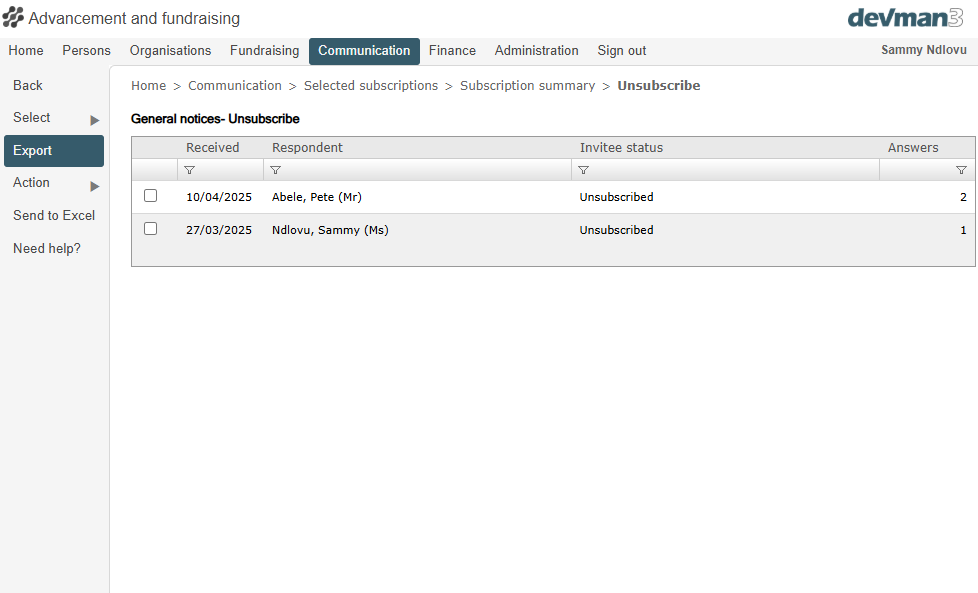 Advancement and fundraising
devman3
Home Persons Organisations Fundraising Communication Finance Administration Sign out Sammy Ndlovu
Back
Select
Export
Action
Send to Excel
Need help?
Home > Communication > Selected subscriptions > Subscription summary > Unsubscribe
General notices- Unsubscribe
Received Respondent Invitee status Answers
10/04/2025 Abele, Pete (Mr) Unsubscribed 2
27/03/2025 Ndlovu, Sammy (Ms) Unsubscribed 1